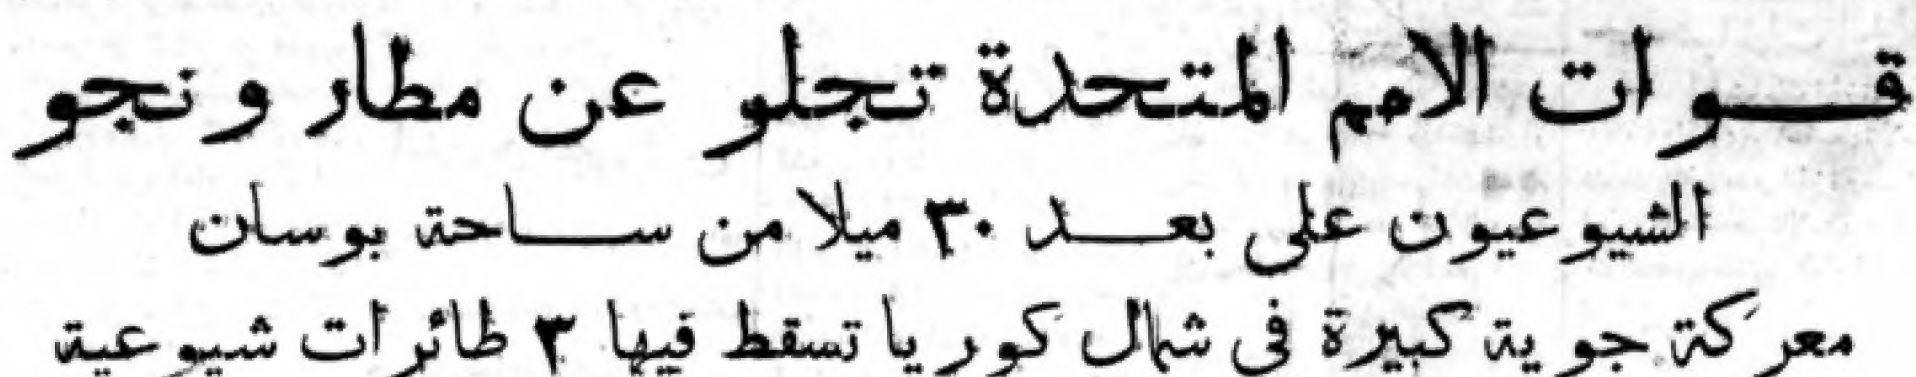 قوات الامم المتحدة تجلو عن مطار ونجو
الشيوعيون على بعد ٣٠ ميلا من ساحة بوسان
معركة جوية كبيرة فى شمال كوريا تسقط فيها ٣ طائرات شيوعية